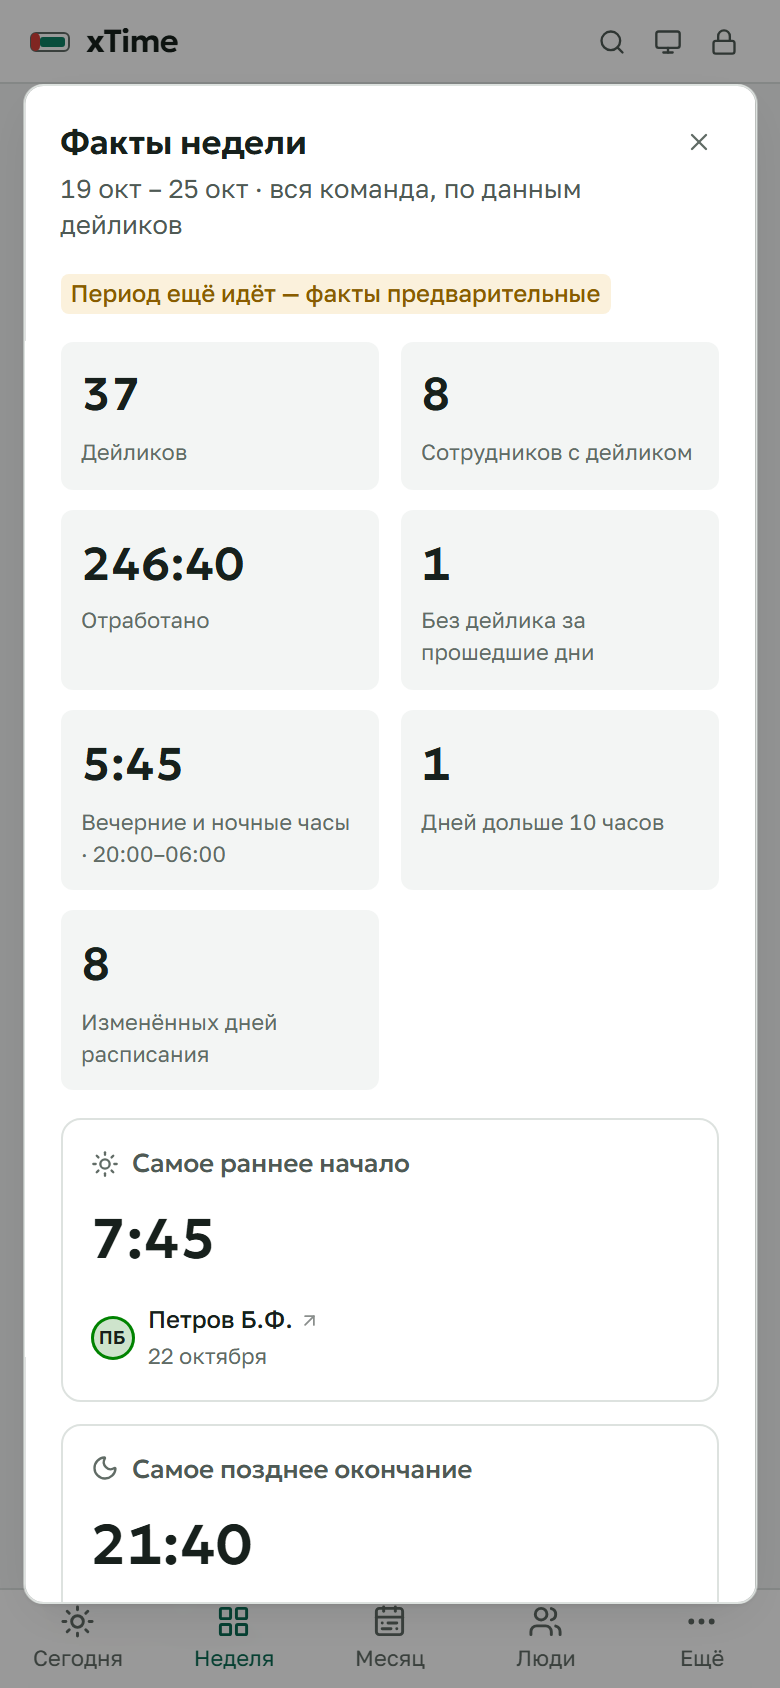 xTime
Факты недели
19 окт – 25 окт · вся команда, по данным
дейликов
Период ещё идёт — факты предварительные
37
Дейликов
8
Сотрудников с дейликом
246:40
Отработано
1
Без дейлика за
прошедшие дни
5:45
Вечерние и ночные часы
· 20:00–06:00
1
Дней дольше 10 часов
8
Изменённых дней
расписания
Самое раннее начало
7:45
ПБ
Петров Б.Ф.
22 октября
Самое позднее окончание
21:40
Сегодня
Неделя
Месяц
Люди
Ещё